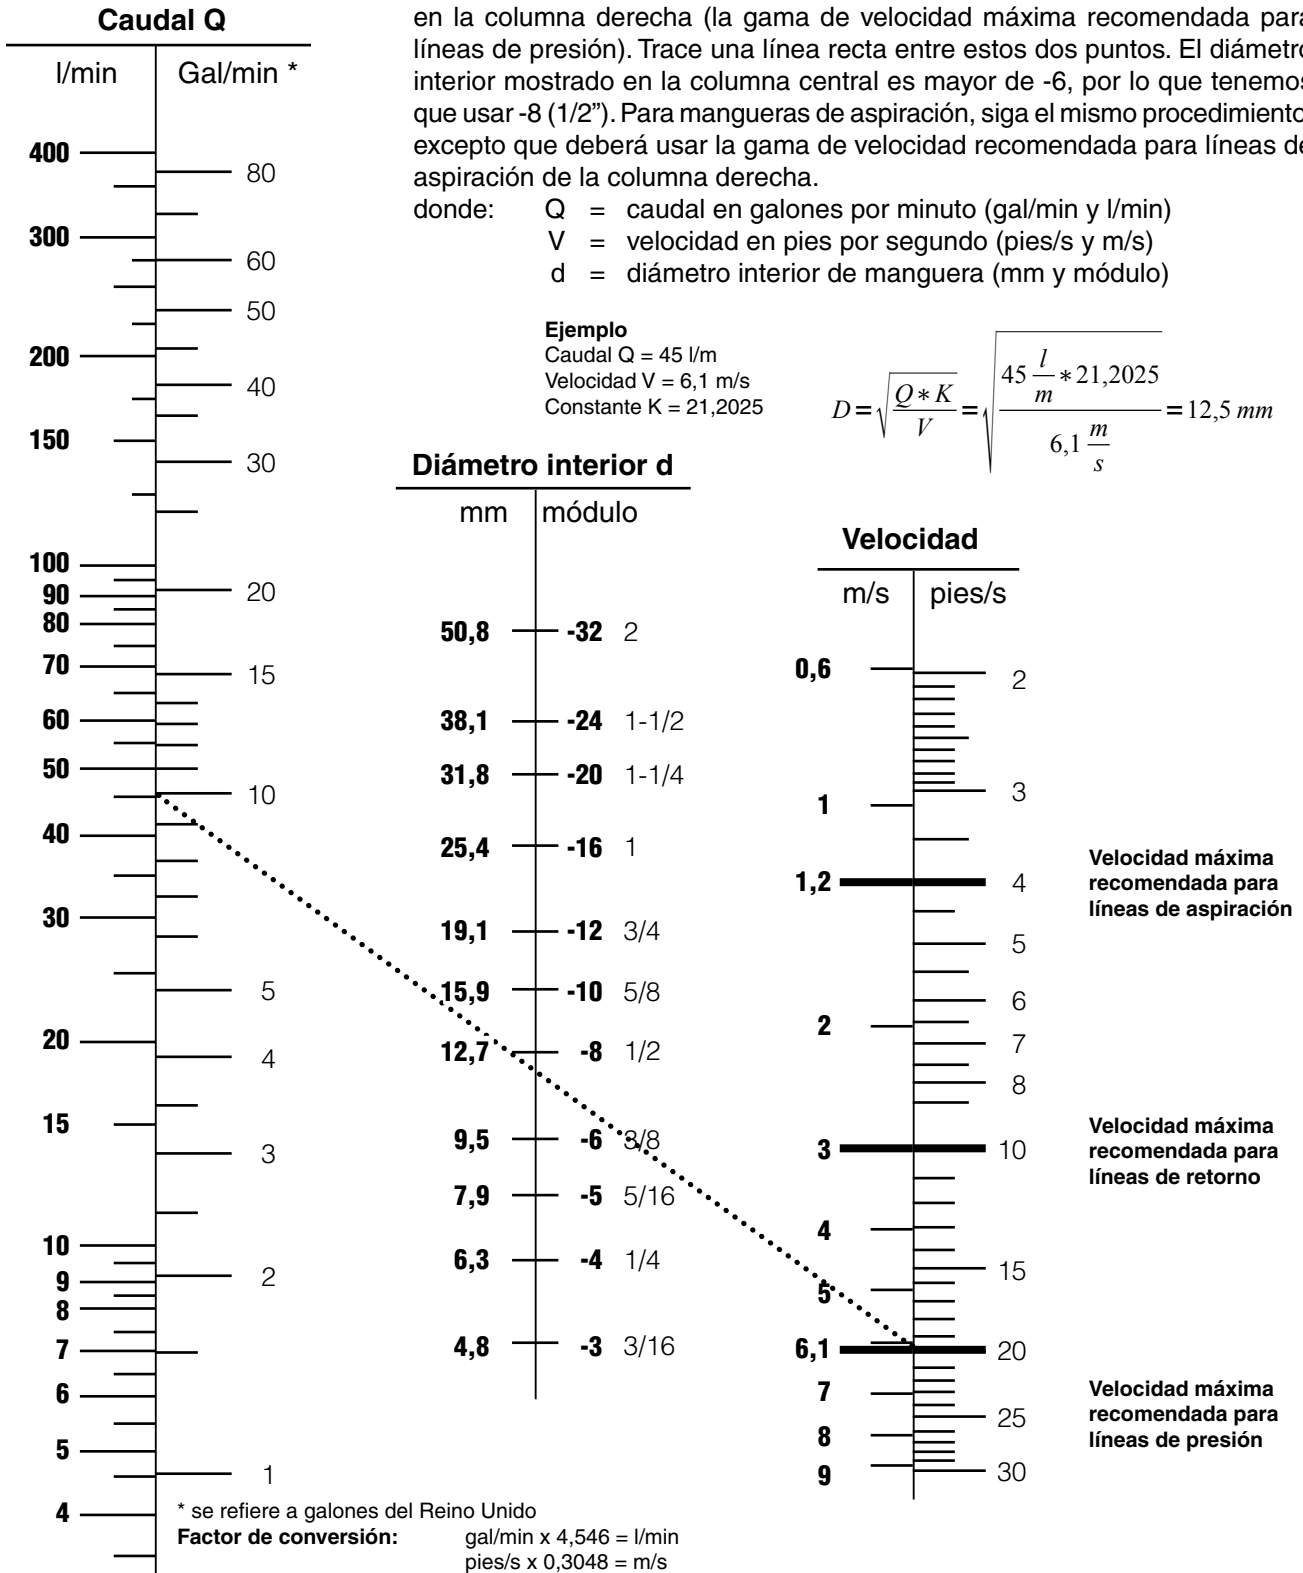 en la columna derecha (la gama de velocidad máxima recomendada para
líneas de presión). Trace una línea recta entre estos dos puntos. El diámetro
interior mostrado en la columna central es mayor de -6, por lo que tenemos
que usar -8 (1/2”). Para mangueras de aspiración, siga el mismo procedimiento
excepto que deberá usar la gama de velocidad recomendada para líneas de
aspiración de la columna derecha.
donde: Q = caudal en galones por minuto (gal/min y l/min)
V = velocidad en pies por segundo (pies/s y m/s)
d = diámetro interior de manguera (mm y módulo)
Ejemplo
Caudal Q = 45 l/m
Velocidad V = 6,1 m/s
Constante K = 21,2025
D = √(Q * K / V) = √(45 l/m * 21,2025 / 6,1 m/s) = 12,5 mm
Caudal Q
l/min Gal/min *
400
80
300
60
50
200
40
150
30
100
20
90
80
70
15
60
50
10
40
30
5
20
4
15
3
10
2
9
8
7
6
5
1
4
Diámetro interior d
mm módulo
50,8 -32 2
38,1 -24 1-1/2
31,8 -20 1-1/4
25,4 -16 1
19,1 -12 3/4
15,9 -10 5/8
12,7 -8 1/2
9,5 -6 3/8
7,9 -5 5/16
6,3 -4 1/4
4,8 -3 3/16
Velocidad
m/s pies/s
0,6 2
3
1
1,2 4
Velocidad máxima
recomendada para
líneas de aspiración
5
6
2
7
8
3 10
Velocidad máxima
recomendada para
líneas de retorno
4
15
5
6,1 20
7
25
8
9 30
Velocidad máxima
recomendada para
líneas de presión
* se refiere a galones del Reino Unido
Factor de conversión: gal/min x 4,546 = l/min
pies/s x 0,3048 = m/s